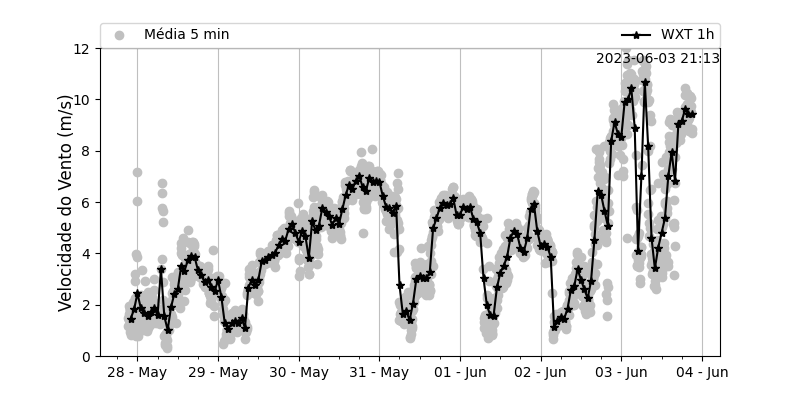 Média 5 min
WXT 1h
2023-06-03 21:13
Velocidade do Vento (m/s)
12
10
8
6
4
2
0
28 - May
29 - May
30 - May
31 - May
01 - Jun
02 - Jun
03 - Jun
04 - Jun